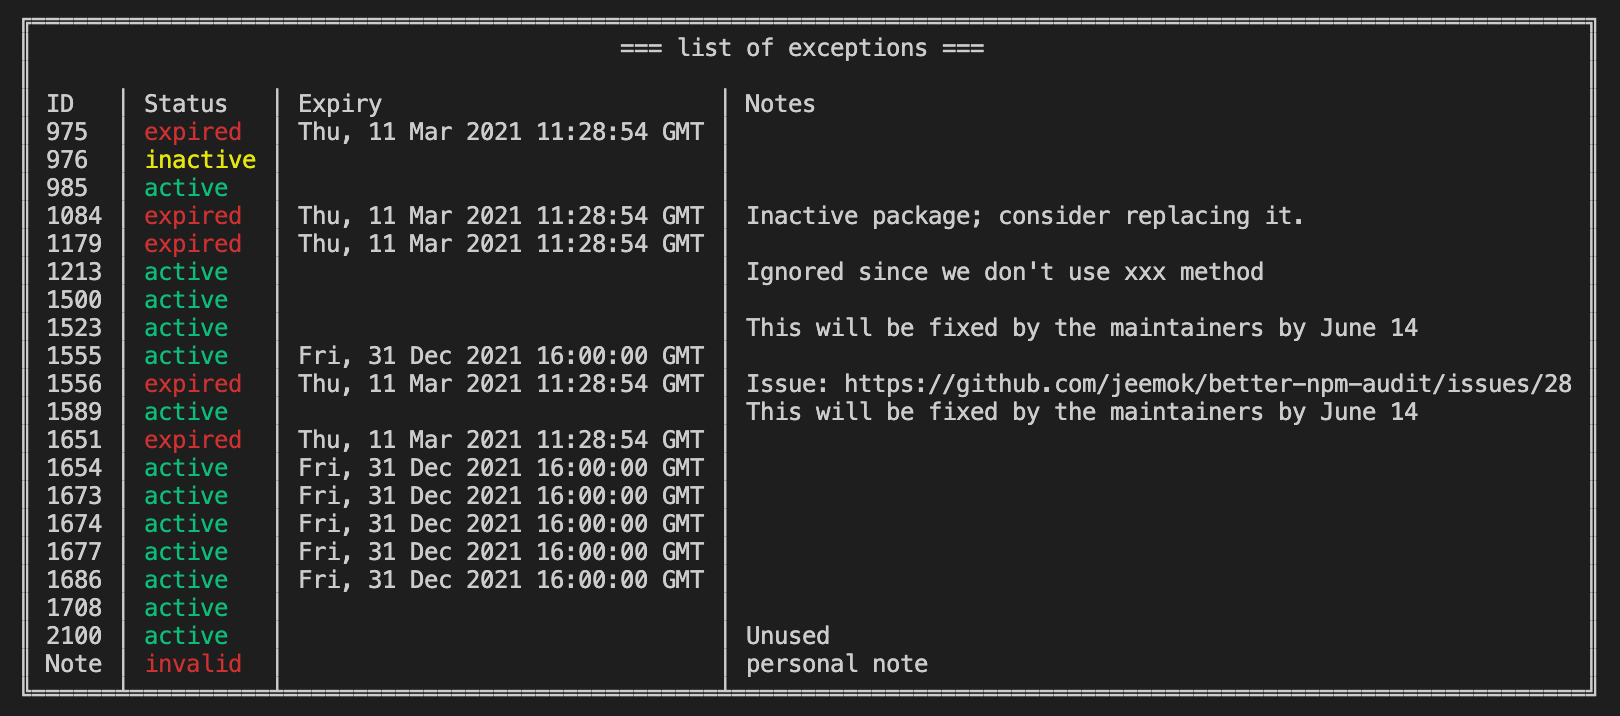 === list of exceptions ===
ID Status Expiry Notes
975 expired Thu, 11 Mar 2021 11:28:54 GMT
976 inactive
985 active
1084 expired Thu, 11 Mar 2021 11:28:54 GMT Inactive package; consider replacing it.
1179 expired Thu, 11 Mar 2021 11:28:54 GMT
1213 active Ignored since we don't use xxx method
1500 active
1523 active This will be fixed by the maintainers by June 14
1555 active Fri, 31 Dec 2021 16:00:00 GMT
1556 expired Thu, 11 Mar 2021 11:28:54 GMT Issue: https://github.com/jeemok/better-npm-audit/issues/28
1589 active This will be fixed by the maintainers by June 14
1651 expired Thu, 11 Mar 2021 11:28:54 GMT
1654 active Fri, 31 Dec 2021 16:00:00 GMT
1673 active Fri, 31 Dec 2021 16:00:00 GMT
1674 active Fri, 31 Dec 2021 16:00:00 GMT
1677 active Fri, 31 Dec 2021 16:00:00 GMT
1686 active Fri, 31 Dec 2021 16:00:00 GMT
1708 active
2100 active Unused
Note invalid personal note